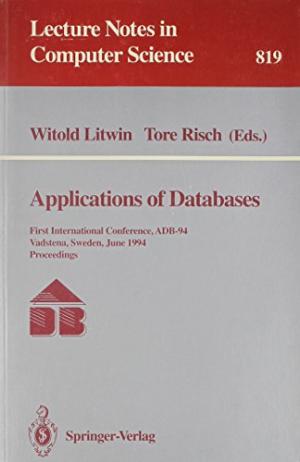 Lecture Notes in
Computer Science 819
Witold Litwin Tore Risch (Eds.)
Applications of Databases
First International Conference, ADB-94
Vadstena, Sweden, June 1994
Proceedings
DB
Springer-Verlag